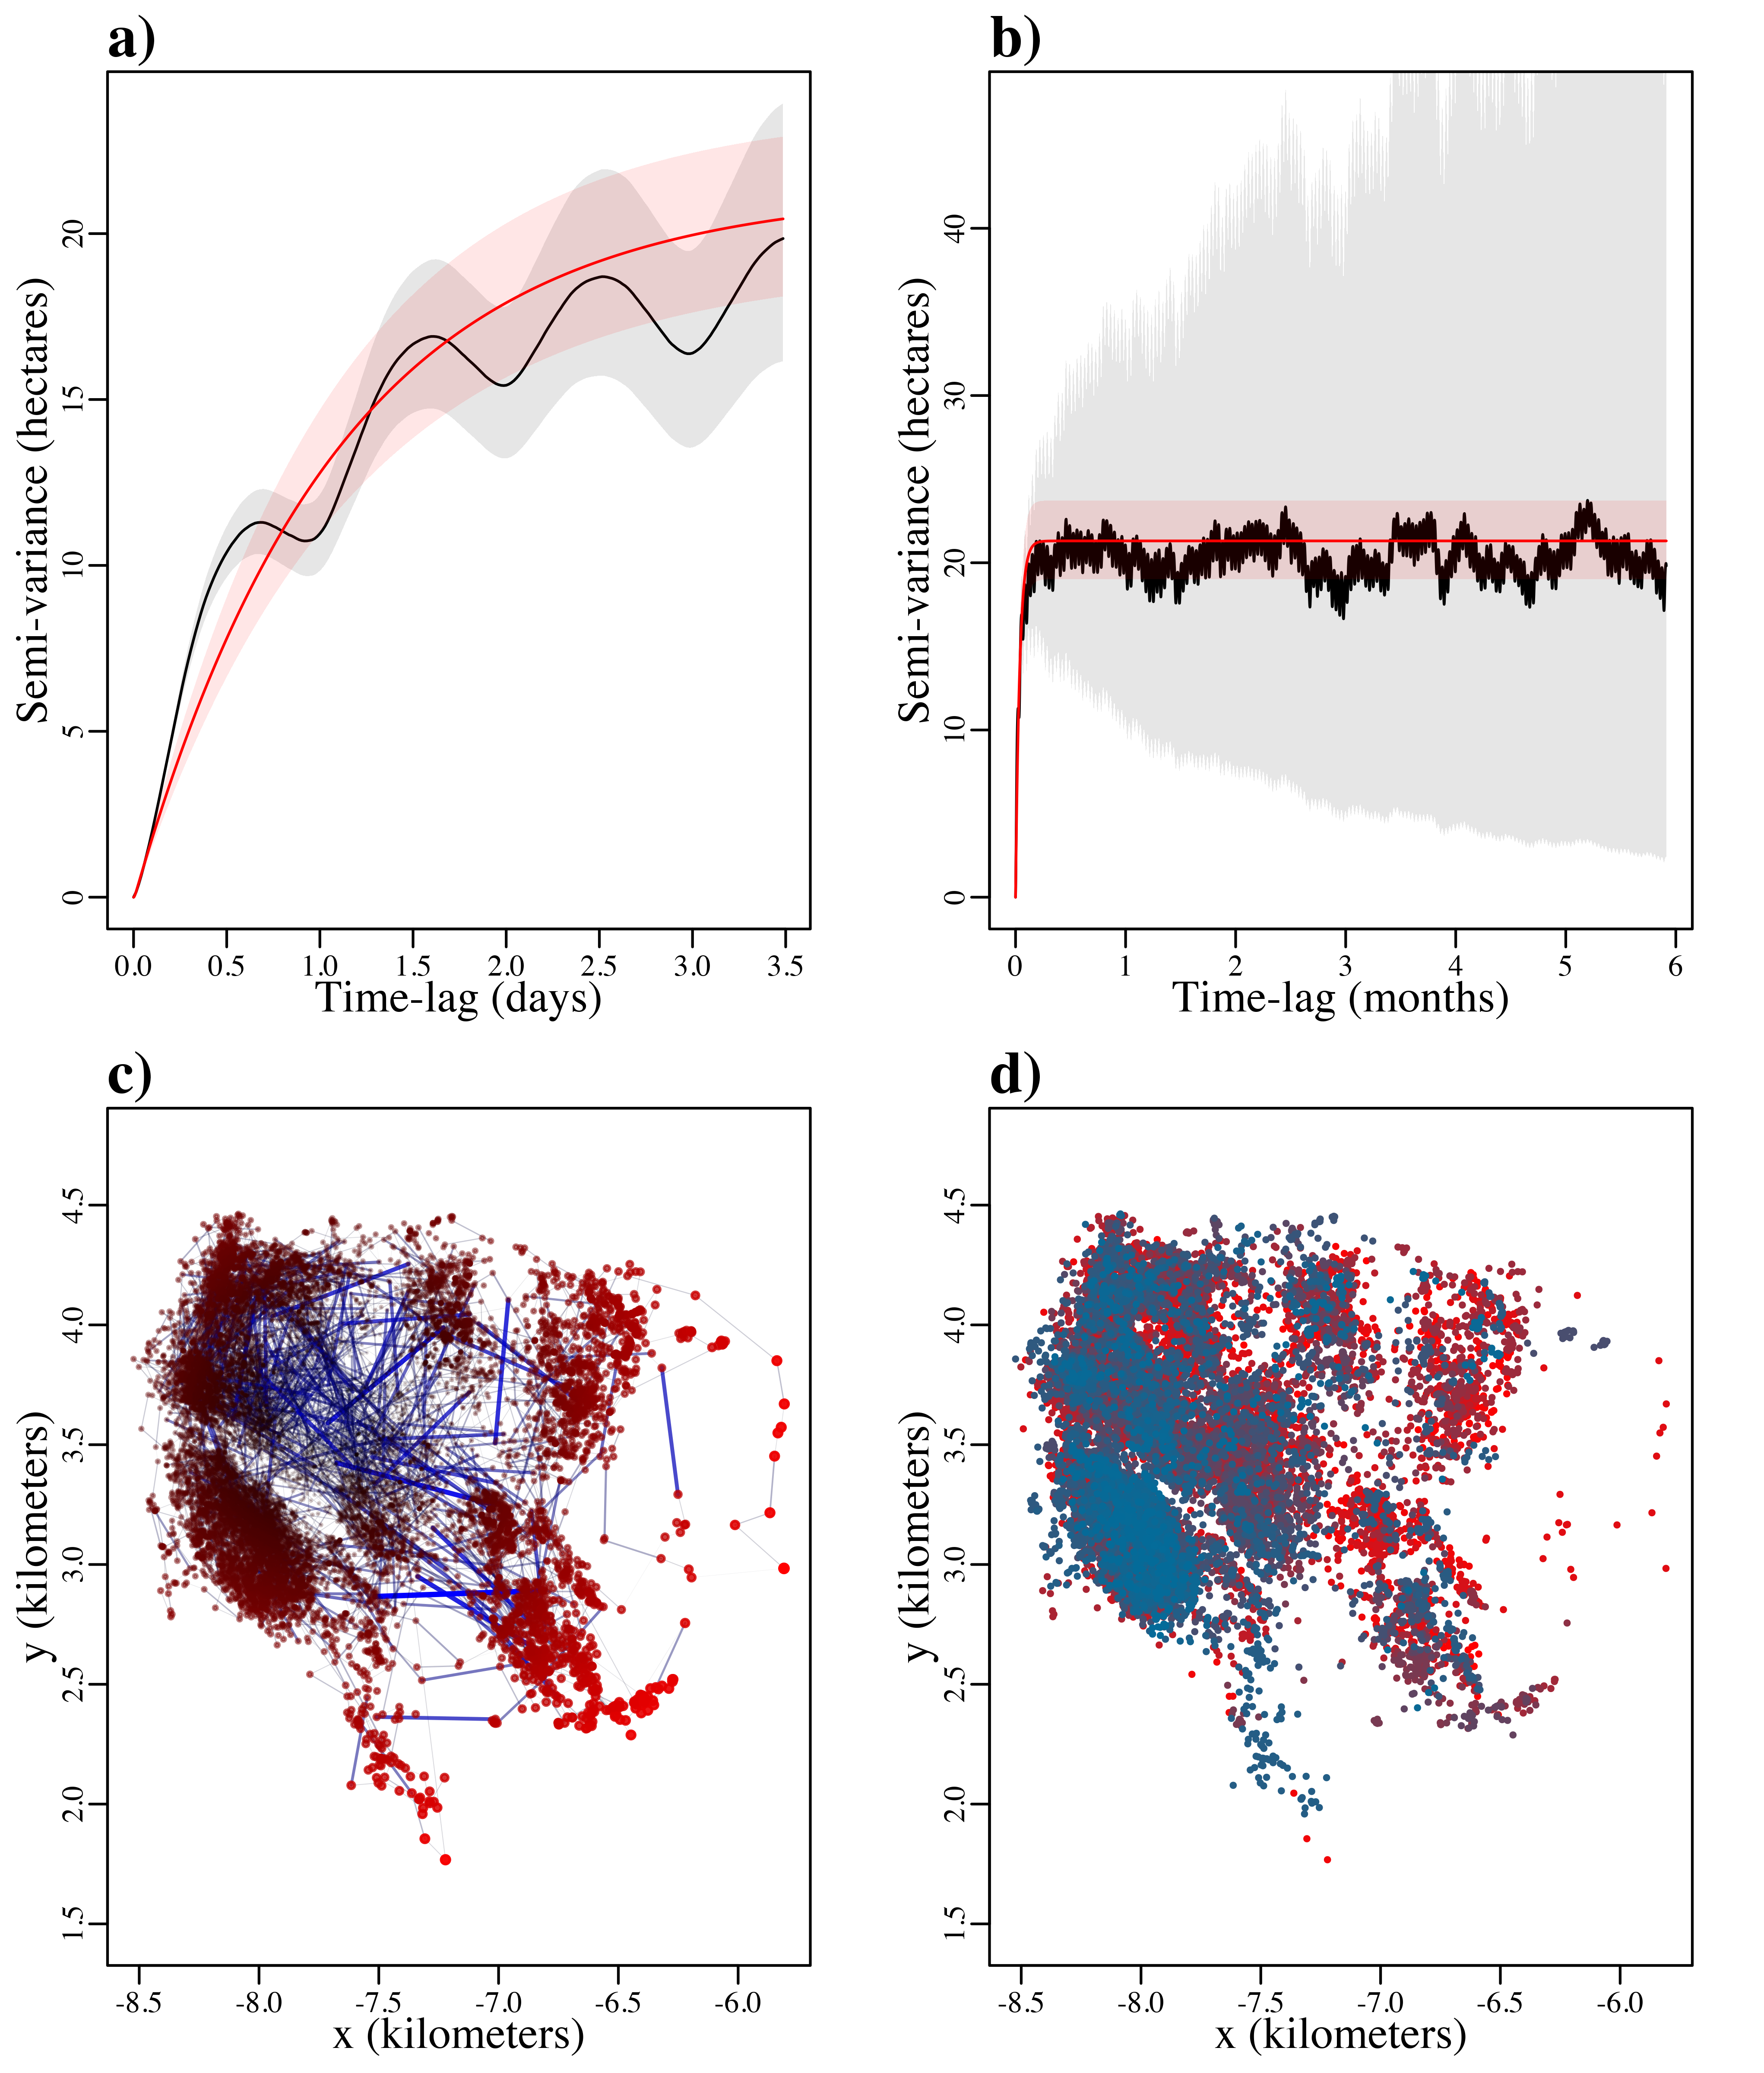 a)
Semi-variance (hectares)
0 5 10 15 20
0.0 0.5 1.0 1.5 2.0 2.5 3.0 3.5
Time-lag (days)
b)
Semi-variance (hectares)
0 10 20 30 40
0 1 2 3 4 5 6
Time-lag (months)
c)
y (kilometers)
1.5 2.0 2.5 3.0 3.5 4.0 4.5
-8.5 -8.0 -7.5 -7.0 -6.5 -6.0
x (kilometers)
d)
y (kilometers)
1.5 2.0 2.5 3.0 3.5 4.0 4.5
-8.5 -8.0 -7.5 -7.0 -6.5 -6.0
x (kilometers)